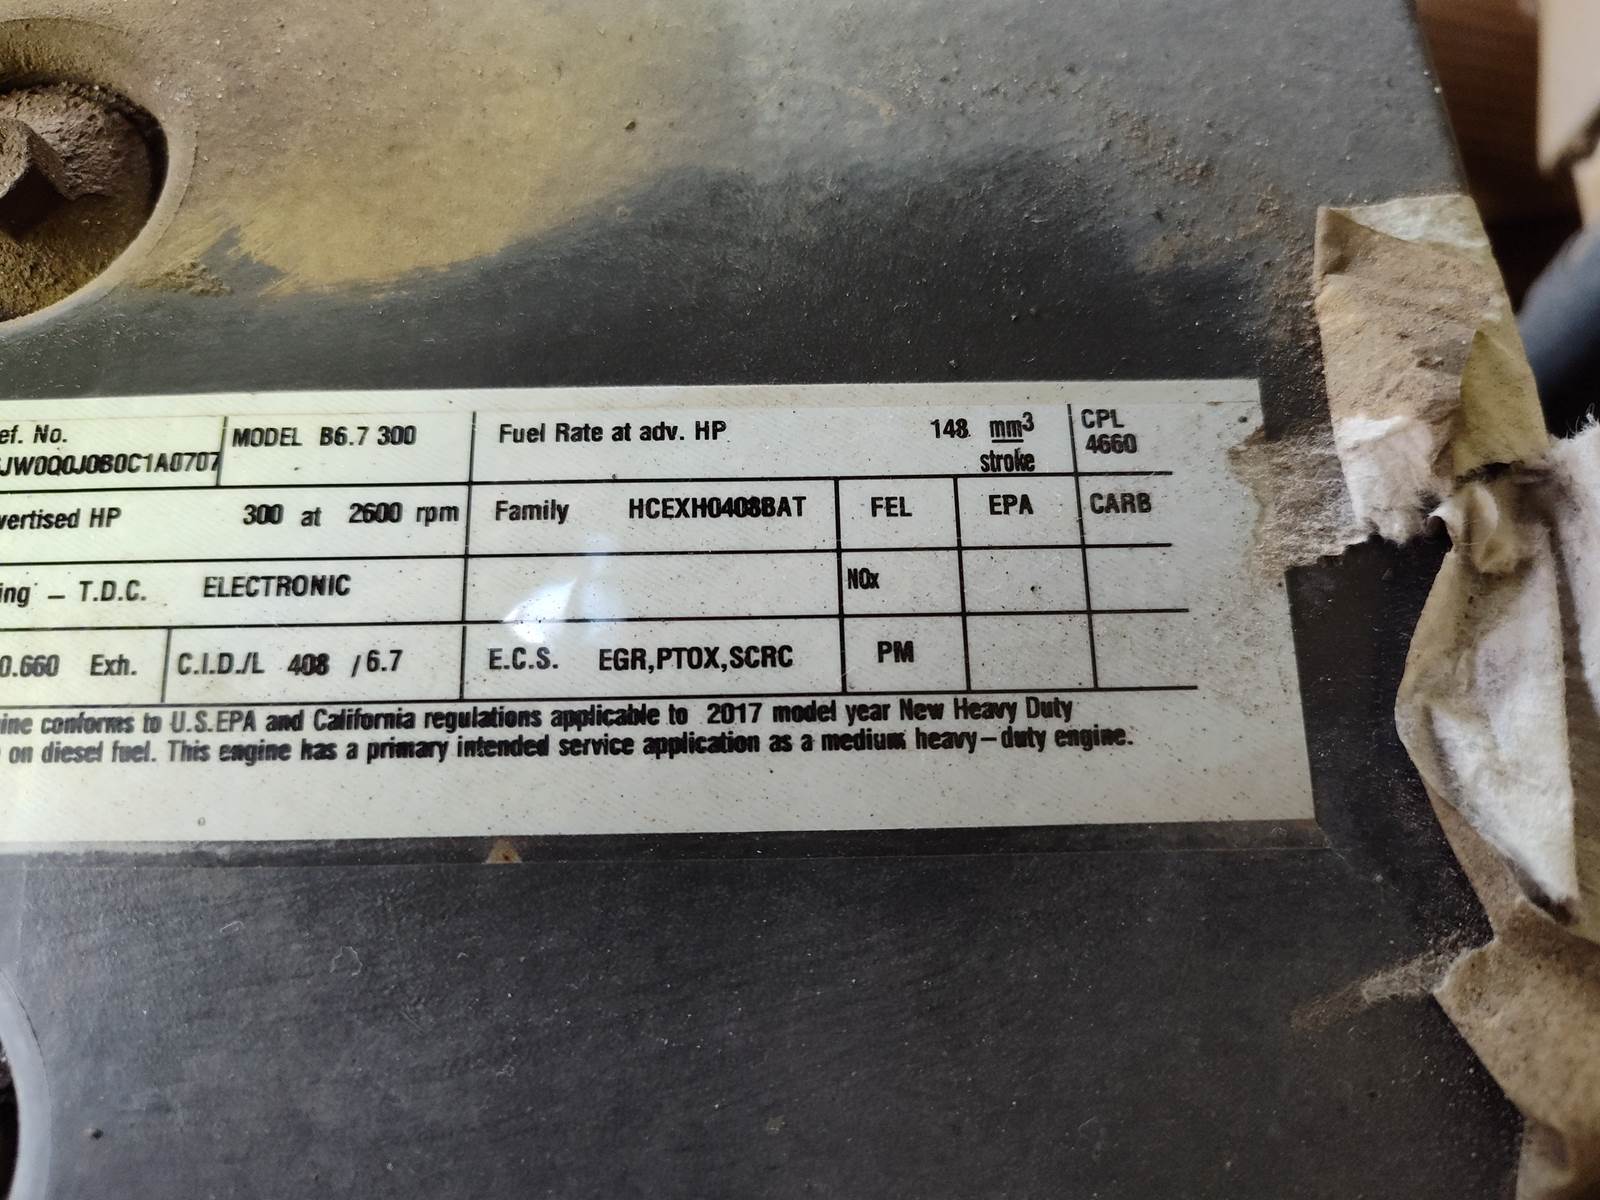 ef. No.
JW0Q0J0B0C1A0707
MODEL B6.7 300
Fuel Rate at adv. HP 148 mm3
stroke
CPL
4660
vertised HP 300 at 2600 rpm
Family HCEXH0408BAT
FEL
EPA
CARB
ing – T.D.C. ELECTRONIC
NOx
0.660 Exh.
C.I.D./L 408 /6.7
E.C.S. EGR,PTOX,SCRC
PM
ine conforms to U.S.EPA and California regulations applicable to 2017 model year New Heavy Duty
on diesel fuel. This engine has a primary intended service application as a medium heavy–duty engine.